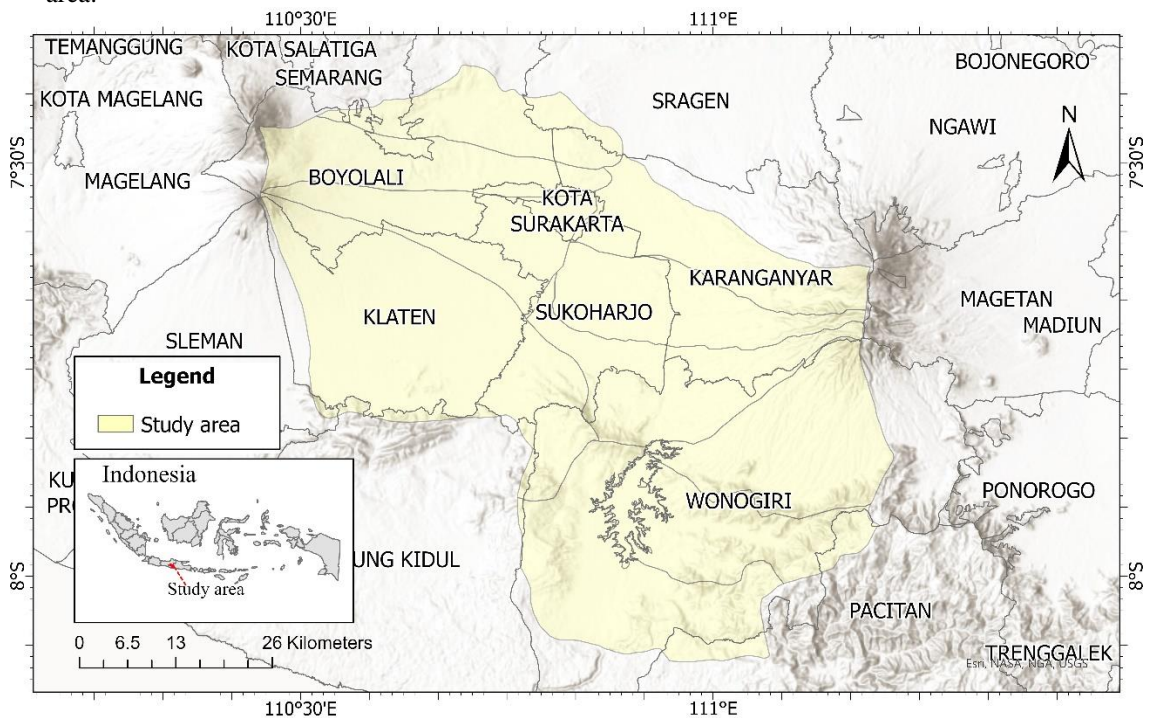 area.
110°30'E 111°E
TEMANGGUNG
KOTA SALATIGA
SEMARANG
BOJONEGORO
KOTA MAGELANG
SRAGEN
NGAWI
N
7°30'S
7°30'S
MAGELANG
BOYOLALI
KOTA
SURAKARTA
KARANGANYAR
KLATEN
SUKOHARJO
MAGETAN
MADIUN
SLEMAN
Legend
Study area
Indonesia
Study area
KU
PRO
WONOGIRI
PONOROGO
UNG KIDUL
8°S
8°S
PACITAN
0 6.5 13 26 Kilometers
TRENGGALEK
Esri, NASA, NGA, USGS
110°30'E 111°E